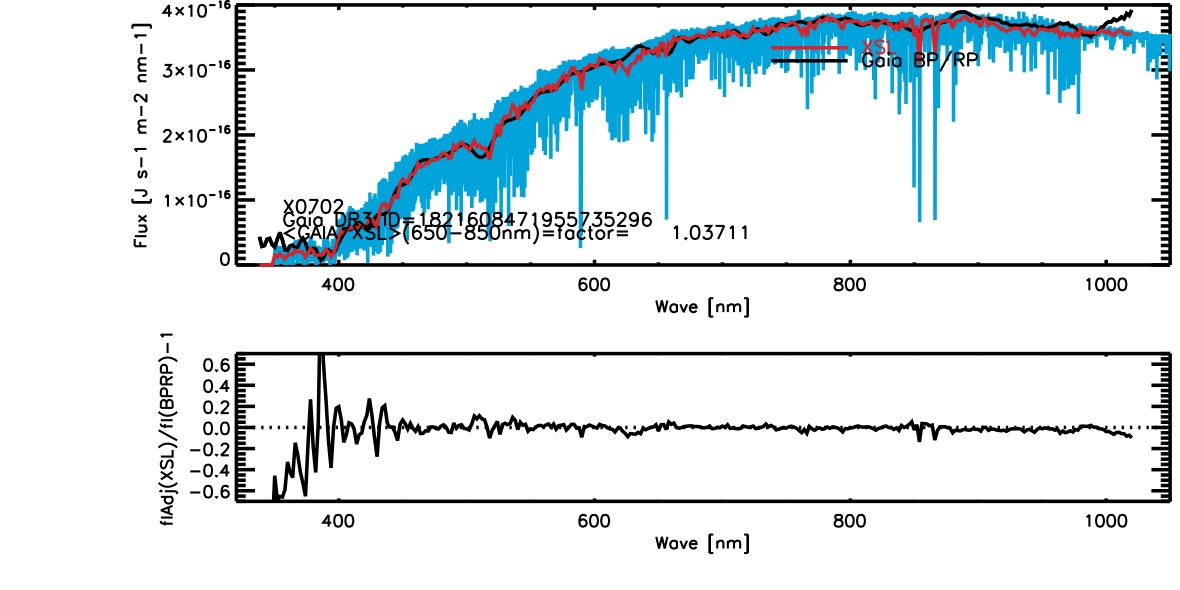 4×10−16
3×10−16
2×10−16
1×10−16
0
Flux [J s−1 m−2 nm−1]
XSL
Gaia BP/RP
X0702
Gaia DR3 ID=1821608471955735296
<GAIA/XSL>(650−850nm)=factor= 1.03711
400 600 800 1000
Wave [nm]
flAdj(XSL)/fl(BPRP)−1
0.6
0.4
0.2
0.0
−0.2
−0.4
−0.6
400 600 800 1000
Wave [nm]